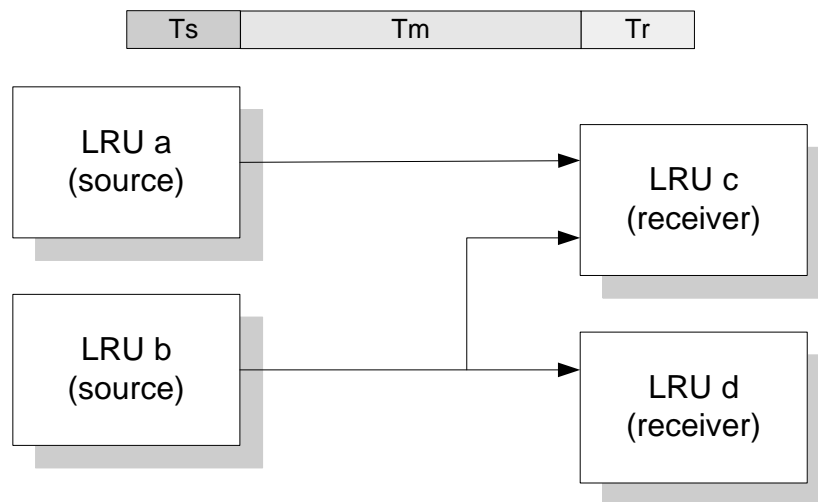 Ts Tm Tr
LRU a
(source)
LRU c
(receiver)
LRU b
(source)
LRU d
(receiver)